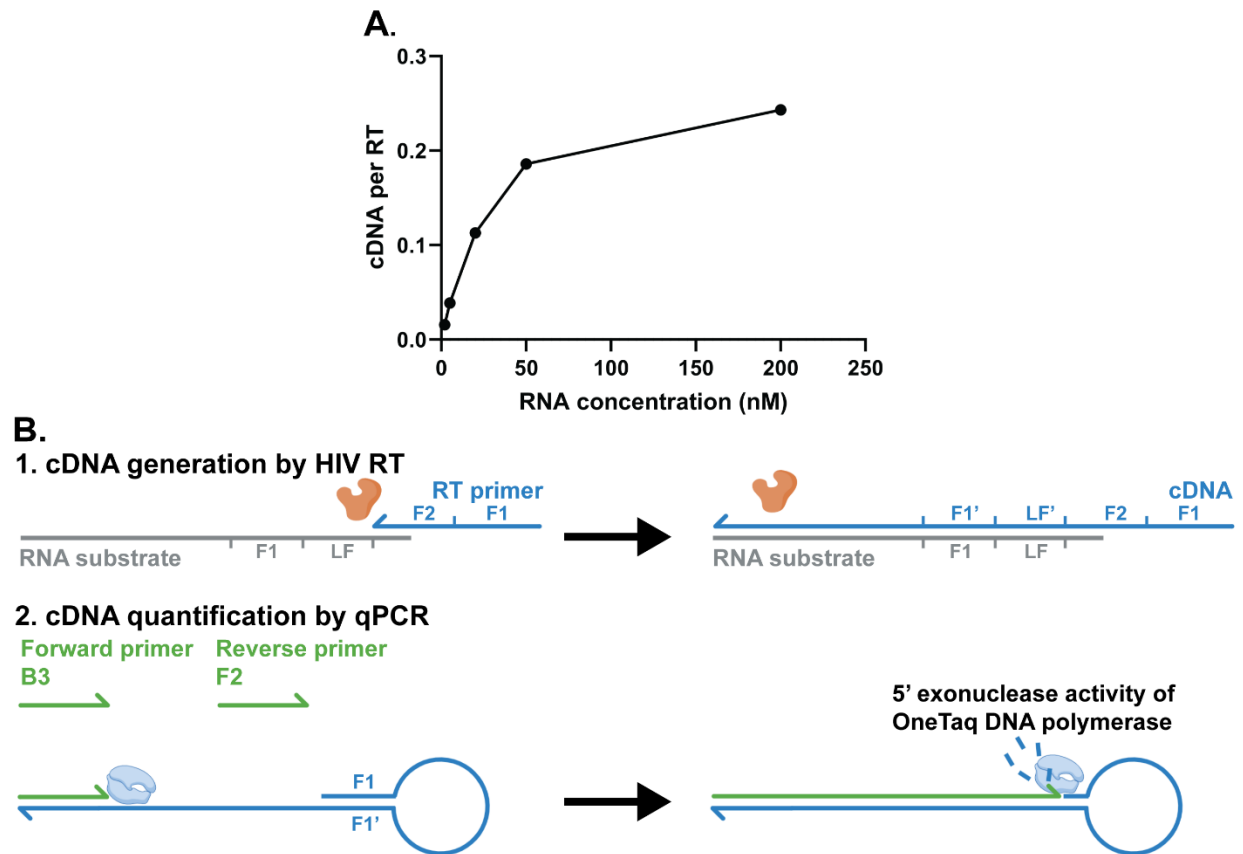 A.
0.3
0.2
0.1
0.0
cDNA per RT
0 50 100 150 200 250
RNA concentration (nM)
B.
1. cDNA generation by HIV RT
RT primer
F2 F1
RNA substrate
F1 LF
cDNA
F1' LF' F2 F1
RNA substrate
F1 LF
2. cDNA quantification by qPCR
Forward primer
B3
Reverse primer
F2
F1
F1'
5' exonuclease activity of
OneTaq DNA polymerase